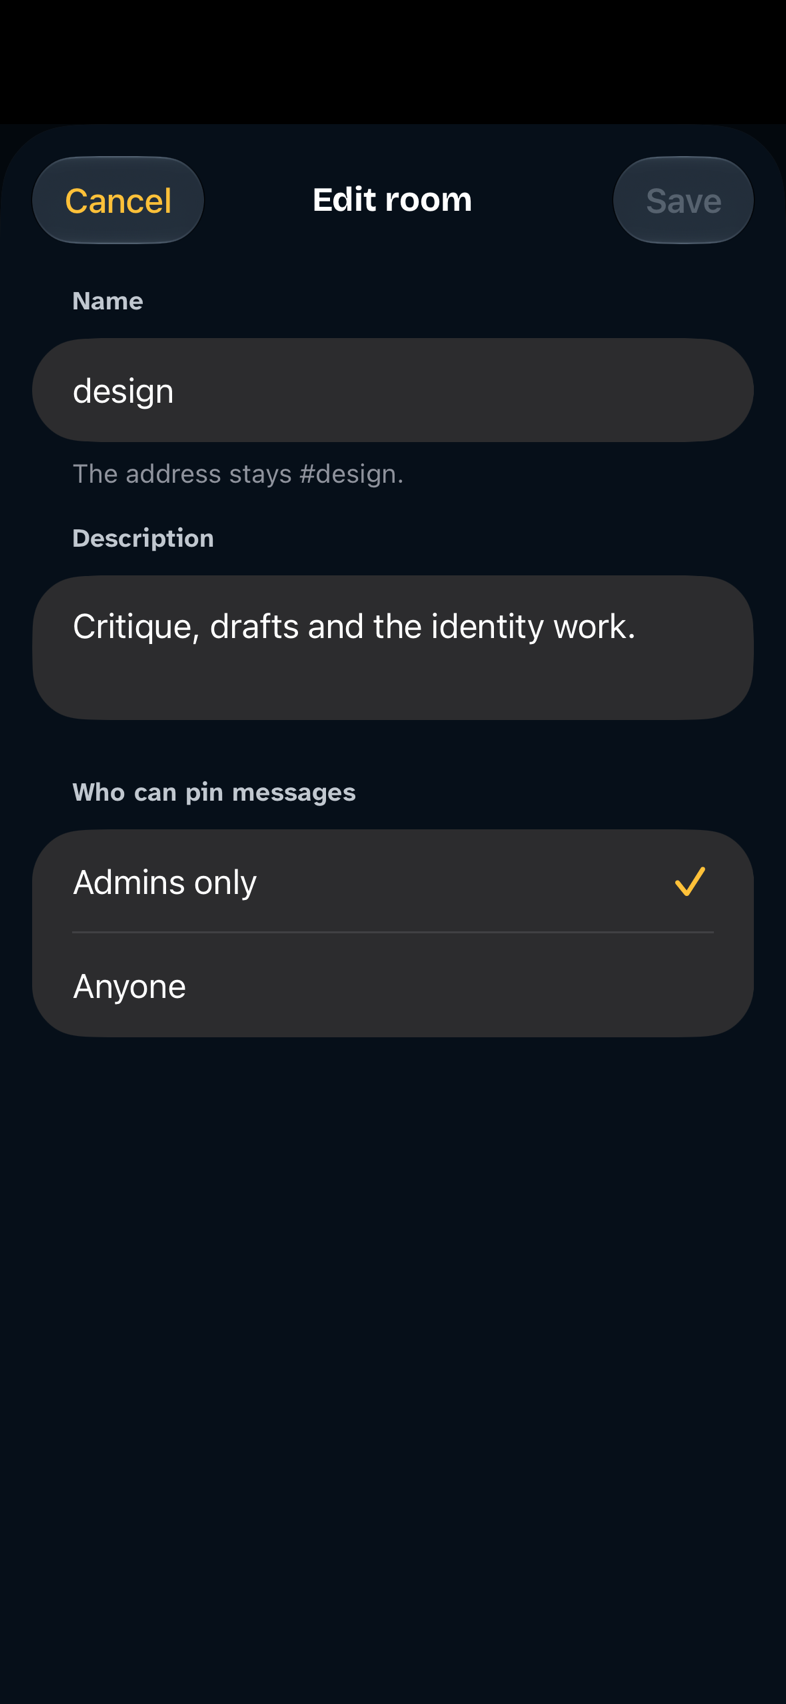 Cancel
Edit room
Save
Name
design
The address stays #design.
Description
Critique, drafts and the identity work.
Who can pin messages
Admins only
Anyone